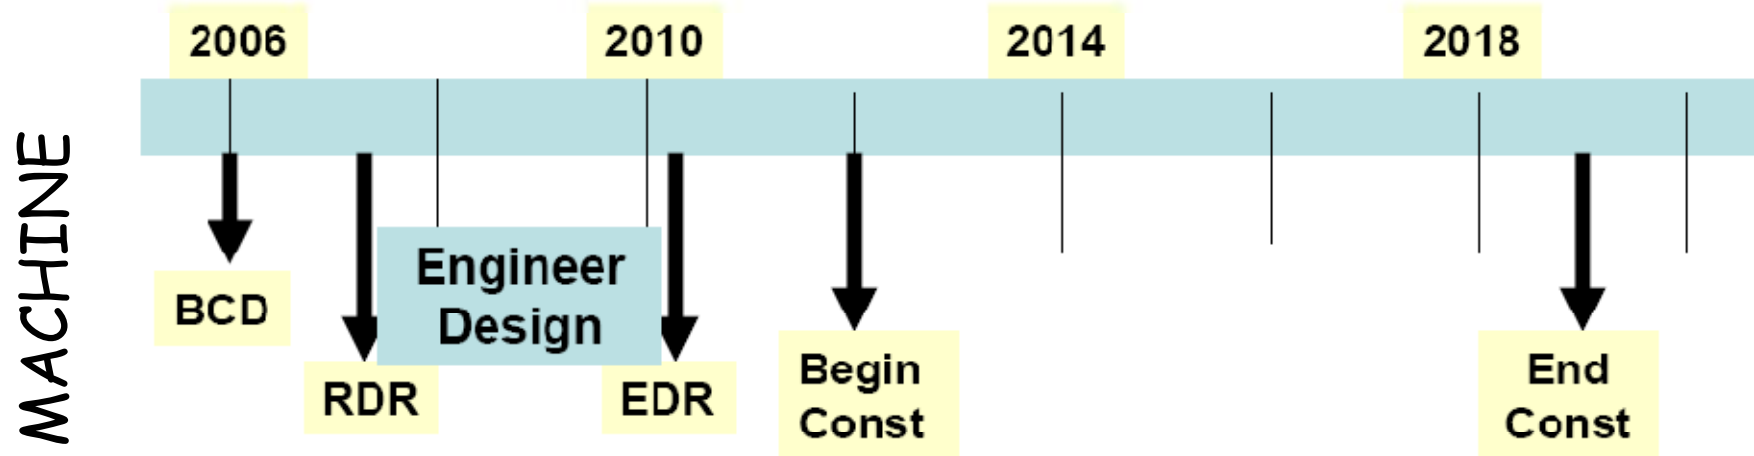 MACHINE
2006
2010
2014
2018
BCD
RDR
Engineer
Design
EDR
Begin
Const
End
Const